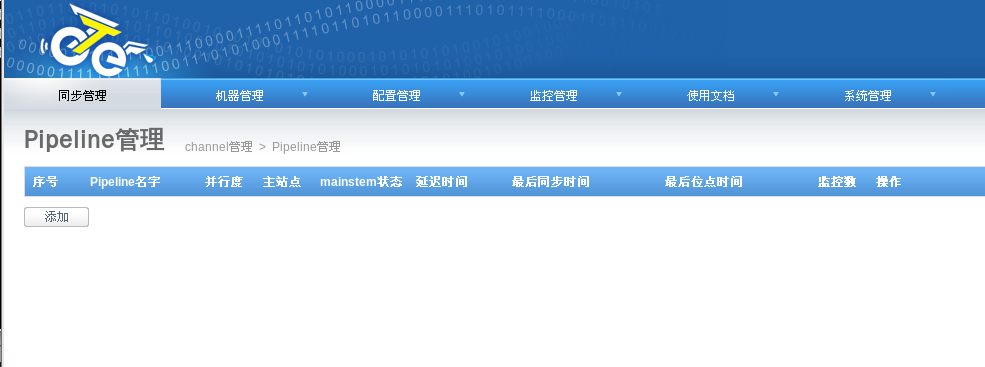 同步管理 机器管理 配置管理 监控管理 使用文档 系统管理
Pipeline管理 channel管理 > Pipeline管理
序号 Pipeline名字 并行度 主站点 mainstem状态 延迟时间 最后同步时间 最后位点时间 监控数 操作
添加